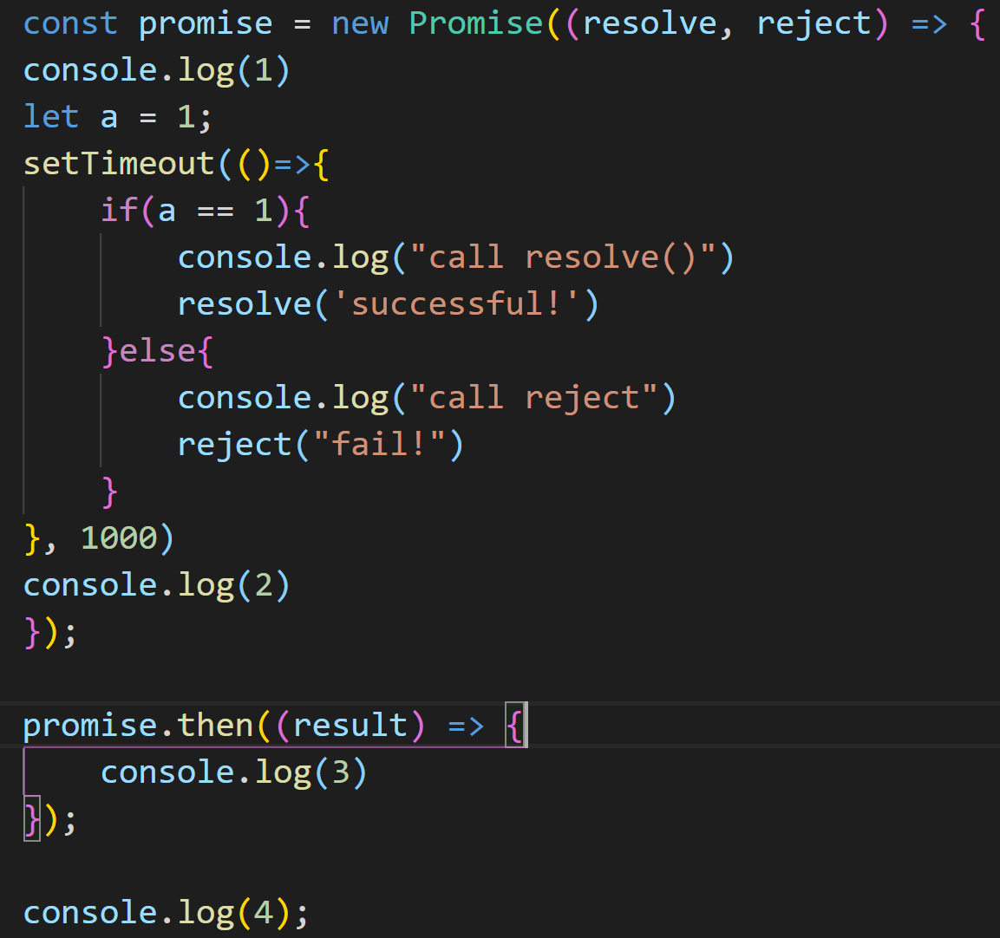 const promise = new Promise((resolve, reject) => {
console.log(1)
let a = 1;
setTimeout(()=>{
    if(a == 1){
        console.log("call resolve()")
        resolve('successful!')
    }else{
        console.log("call reject")
        reject("fail!")
    }
}, 1000)
console.log(2)
});

promise.then((result) => {
    console.log(3)
});

console.log(4);